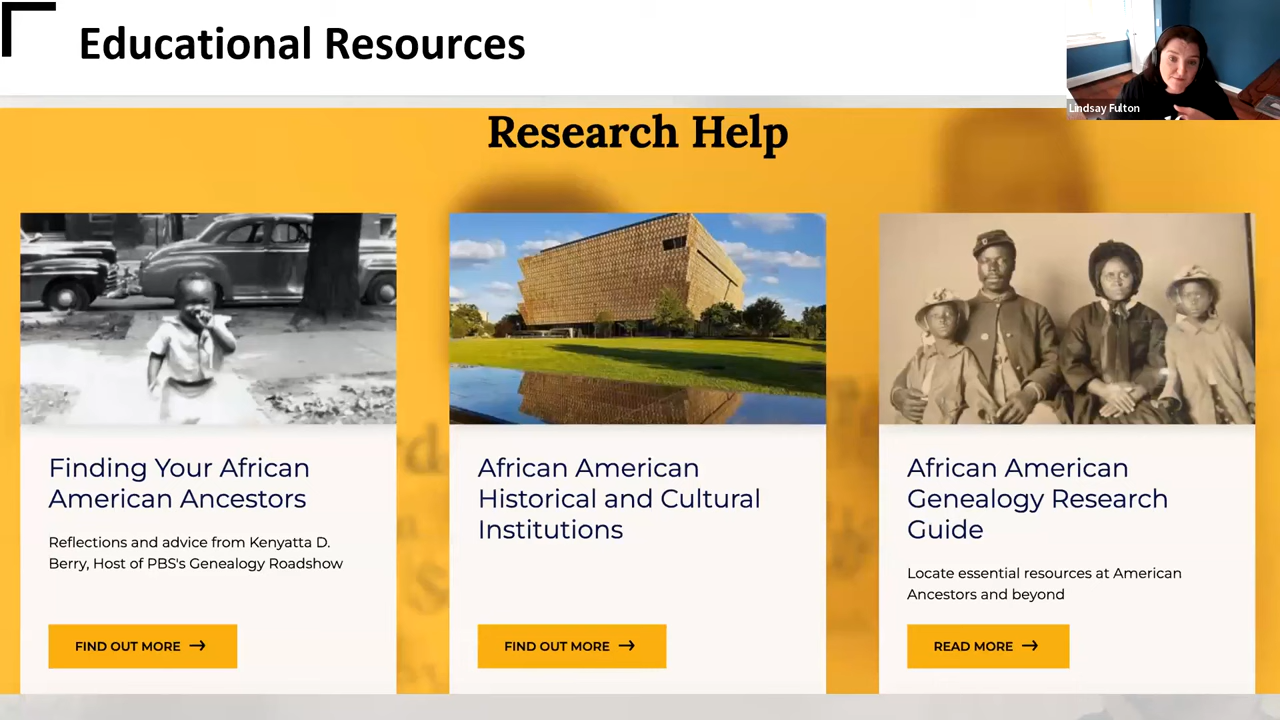 Educational Resources
Lindsay Fulton
Research Help
Finding Your African
American Ancestors
Reflections and advice from Kenyatta D.
Berry, Host of PBS's Genealogy Roadshow
FIND OUT MORE →
African American
Historical and Cultural
Institutions
FIND OUT MORE →
African American
Genealogy Research
Guide
Locate essential resources at American
Ancestors and beyond
READ MORE →